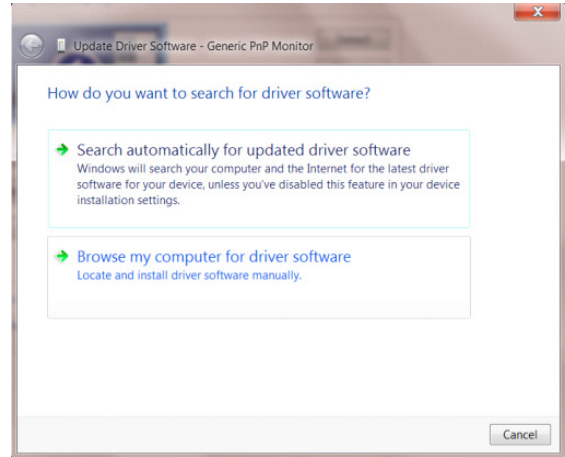 Update Driver Software - Generic PnP Monitor
How do you want to search for driver software?
Search automatically for updated driver software
Windows will search your computer and the Internet for the latest driver
software for your device, unless you've disabled this feature in your device
installation settings.
Browse my computer for driver software
Locate and install driver software manually.
Cancel